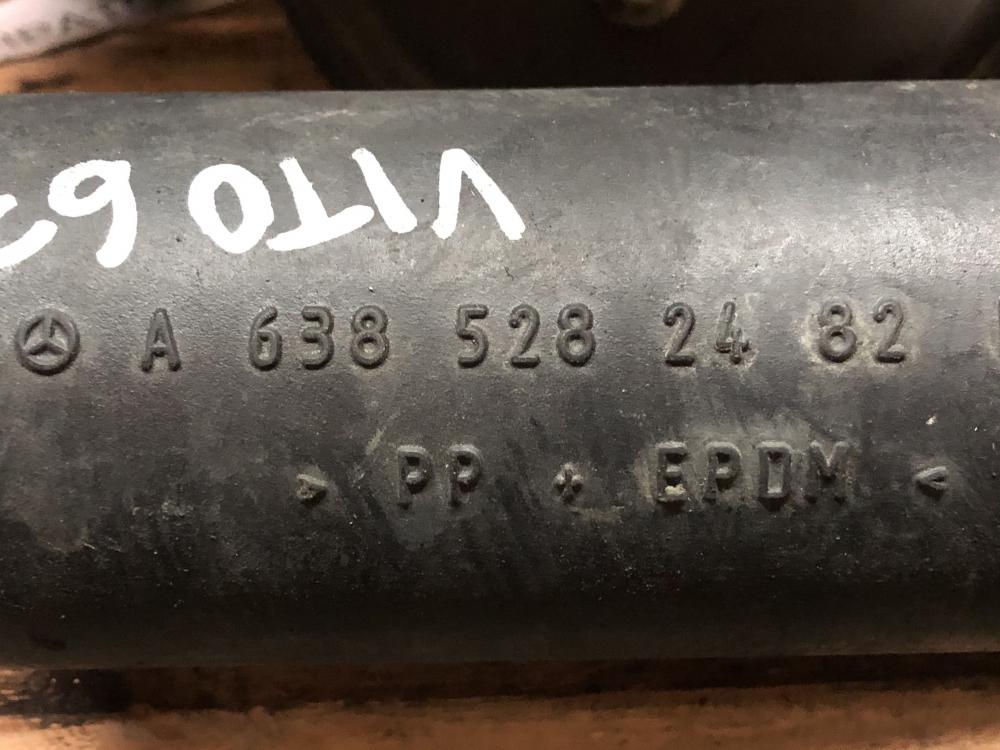 VITO 6
A 638 528 24 82
> PP + EPDM <